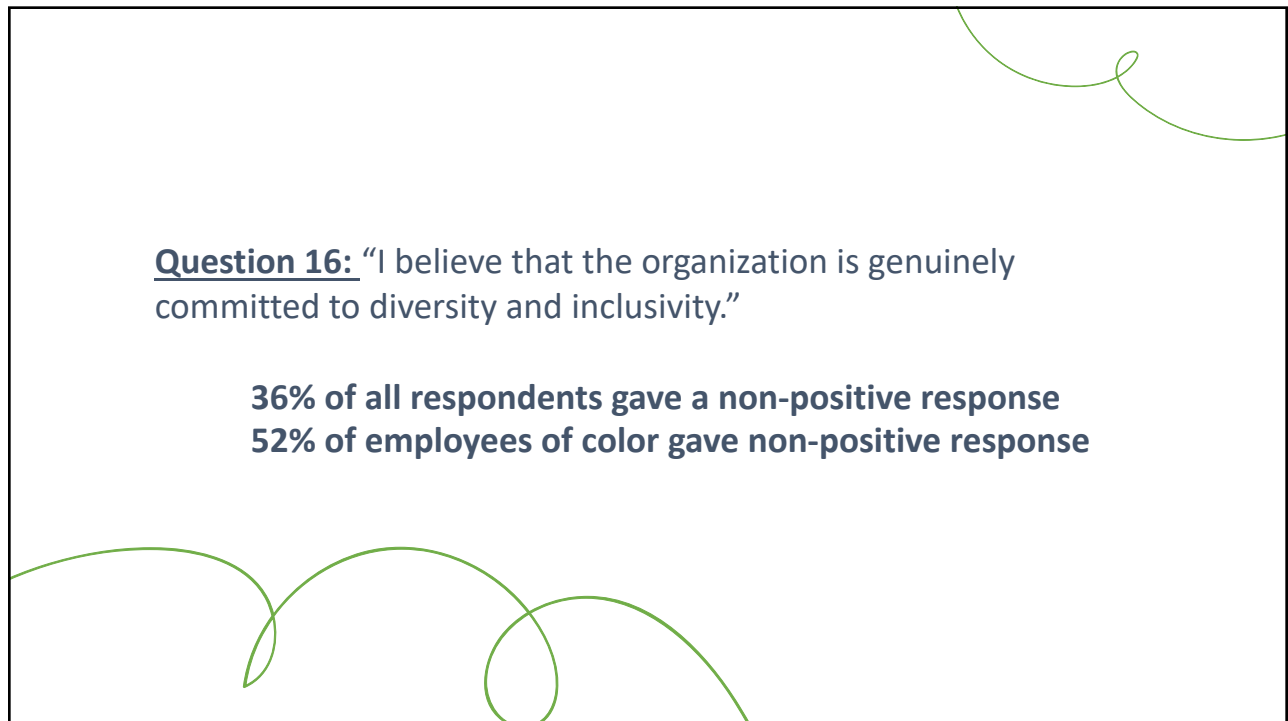 Question 16: “I believe that the organization is genuinely
committed to diversity and inclusivity.”
36% of all respondents gave a non-positive response
52% of employees of color gave non-positive response